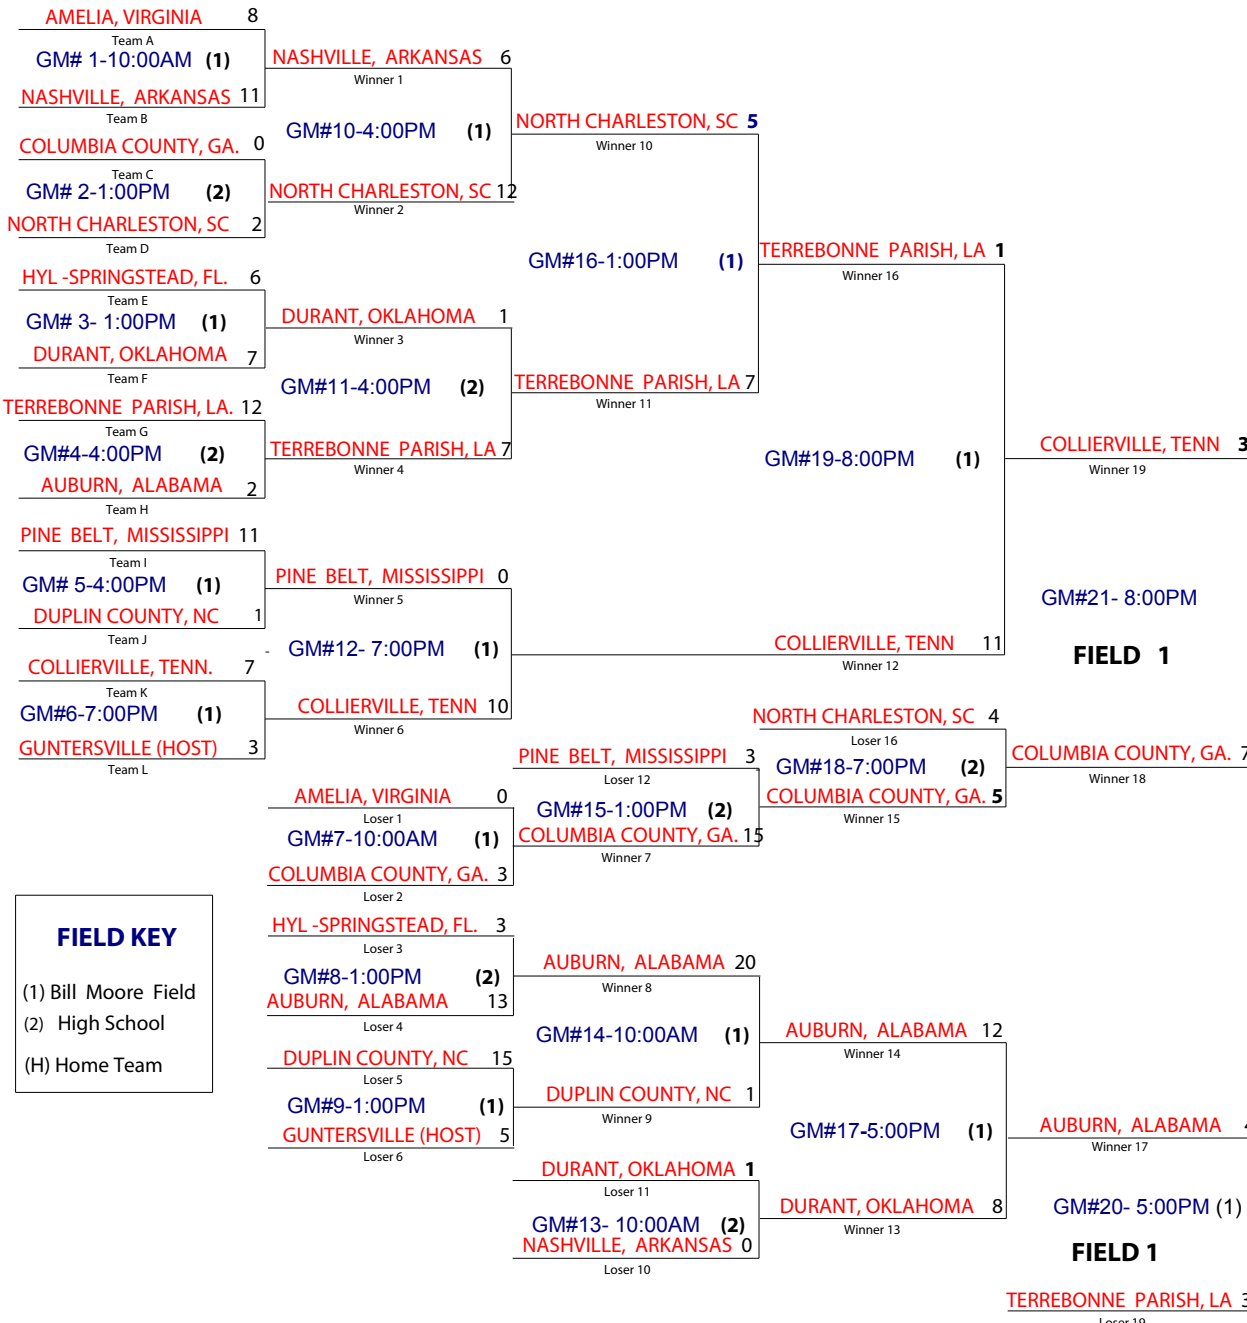 AMELIA, VIRGINIA 8
Team A
GM# 1-10:00AM (1)
NASHVILLE, ARKANSAS 11
Team B
COLUMBIA COUNTY, GA. 0
Team C
GM# 2-1:00PM (2)
NORTH CHARLESTON, SC 2
Team D
HYL -SPRINGSTEAD, FL. 6
Team E
GM# 3- 1:00PM (1)
DURANT, OKLAHOMA 7
Team F
TERREBONNE PARISH, LA. 12
Team G
GM#4-4:00PM (2)
AUBURN, ALABAMA 2
Team H
PINE BELT, MISSISSIPPI 11
Team I
GM# 5-4:00PM (1)
DUPLIN COUNTY, NC 1
Team J
COLLIERVILLE, TENN. 7
Team K
GM#6-7:00PM (1)
GUNTERSVILLE (HOST) 3
Team L
NASHVILLE, ARKANSAS 6
Winner 1
GM#10-4:00PM (1)
NORTH CHARLESTON, SC 12
Winner 2
DURANT, OKLAHOMA 1
Winner 3
GM#11-4:00PM (2)
TERREBONNE PARISH, LA 7
Winner 4
PINE BELT, MISSISSIPPI 0
Winner 5
- GM#12- 7:00PM (1)
COLLIERVILLE, TENN 10
Winner 6
NORTH CHARLESTON, SC 5
Winner 10
GM#16-1:00PM (1)
TERREBONNE PARISH, LA 7
Winner 11
TERREBONNE PARISH, LA 1
Winner 16
GM#19-8:00PM (1)
COLLIERVILLE, TENN 11
Winner 12
COLLIERVILLE, TENN 3
Winner 19
GM#21- 8:00PM
FIELD 1
NORTH CHARLESTON, SC 4
Loser 16
GM#18-7:00PM (2)
COLUMBIA COUNTY, GA. 5
Winner 15
COLUMBIA COUNTY, GA. 7
Winner 18
PINE BELT, MISSISSIPPI 3
Loser 12
GM#15-1:00PM (2)
COLUMBIA COUNTY, GA. 15
Winner 7
AMELIA, VIRGINIA 0
Loser 1
GM#7-10:00AM (1)
COLUMBIA COUNTY, GA. 3
Loser 2
HYL -SPRINGSTEAD, FL. 3
Loser 3
GM#8-1:00PM (2)
AUBURN, ALABAMA 13
Loser 4
DUPLIN COUNTY, NC 15
Loser 5
GM#9-1:00PM (1)
GUNTERSVILLE (HOST) 5
Loser 6
AUBURN, ALABAMA 20
Winner 8
GM#14-10:00AM (1)
DUPLIN COUNTY, NC 1
Winner 9
DURANT, OKLAHOMA 1
Loser 11
GM#13- 10:00AM (2)
NASHVILLE, ARKANSAS 0
Loser 10
AUBURN, ALABAMA 12
Winner 14
GM#17-5:00PM (1)
DURANT, OKLAHOMA 8
Winner 13
AUBURN, ALABAMA 4
Winner 17
GM#20- 5:00PM (1)
FIELD 1
TERREBONNE PARISH, LA 3
Loser 19
FIELD KEY
(1) Bill Moore Field
(2) High School
(H) Home Team